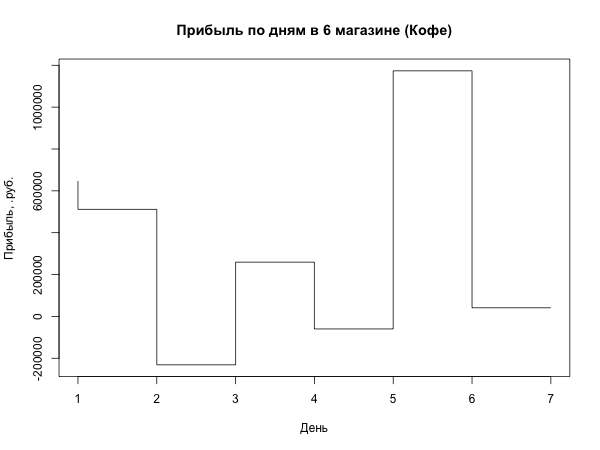 Прибыль по дням в 6 магазине (Кофе)
Прибыль, .руб.
1000000
600000
200000
0
-200000
1 2 3 4 5 6 7
День